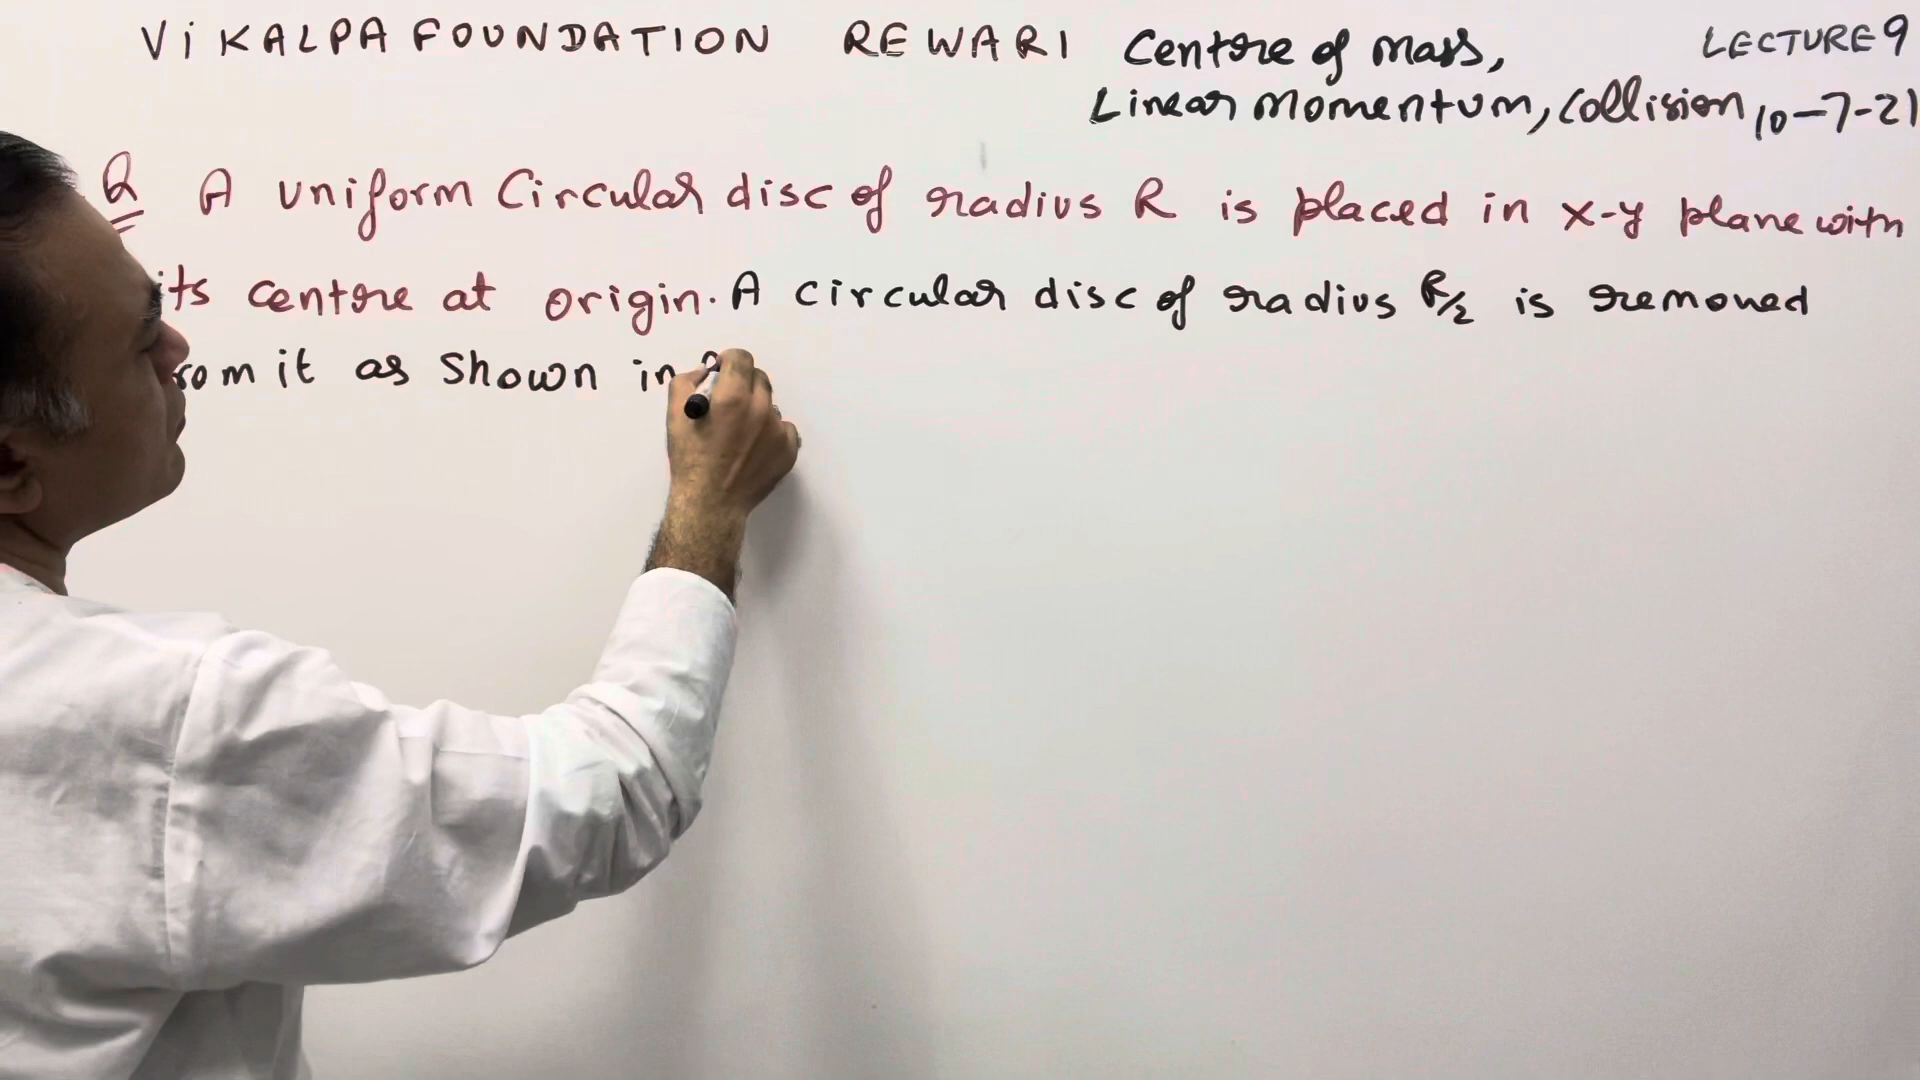 ViKALPA FOUNDATION REWARI Centre of mass, LECTURE 9
Linear Momentum, Collision 10-7-21
Q A uniform Circular disc of radius R is placed in x-y plane with
its centre at origin. A circular disc of radius R/2 is removed
rom it as Shown in